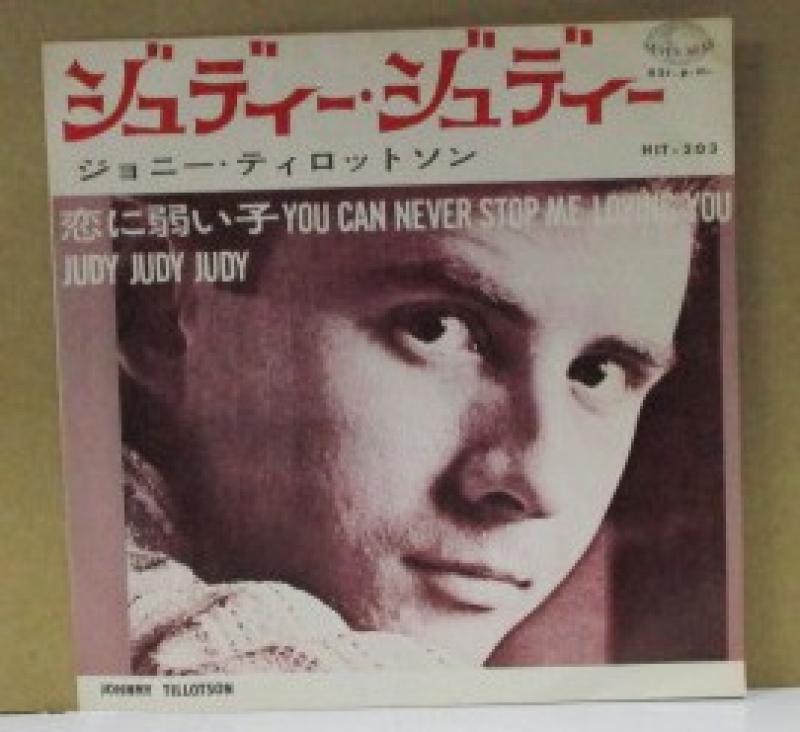 ジュディー・ジュディー
ジョニー・ティロットソン
HIT-203
恋に弱い子 YOU CAN NEVER STOP ME LOVING YOU
JUDY JUDY JUDY
JOHNNY TILLOTSON